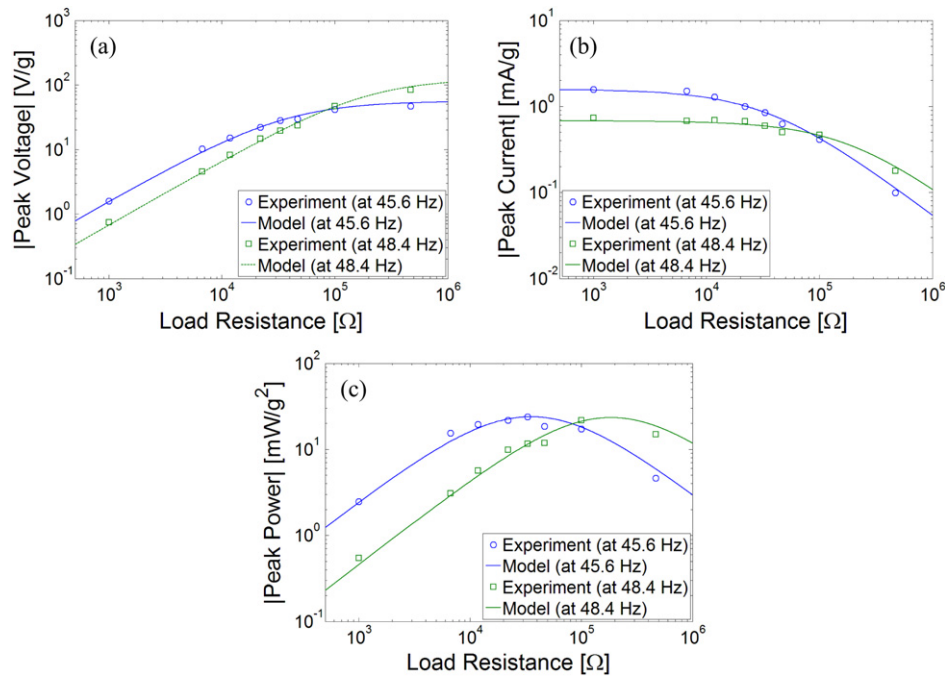 (a)
|Peak Voltage| [V/g]
10³
10²
10¹
10⁰
10⁻¹
10³
10⁴
10⁵
10⁶
Load Resistance [Ω]
Experiment (at 45.6 Hz)
Model (at 45.6 Hz)
Experiment (at 48.4 Hz)
Model (at 48.4 Hz)
(b)
|Peak Current| [mA/g]
10¹
10⁰
10⁻¹
10⁻²
10³
10⁴
10⁵
10⁶
Load Resistance [Ω]
Experiment (at 45.6 Hz)
Model (at 45.6 Hz)
Experiment (at 48.4 Hz)
Model (at 48.4 Hz)
(c)
|Peak Power| [mW/g²]
10²
10¹
10⁰
10⁻¹
10³
10⁴
10⁵
10⁶
Load Resistance [Ω]
Experiment (at 45.6 Hz)
Model (at 45.6 Hz)
Experiment (at 48.4 Hz)
Model (at 48.4 Hz)